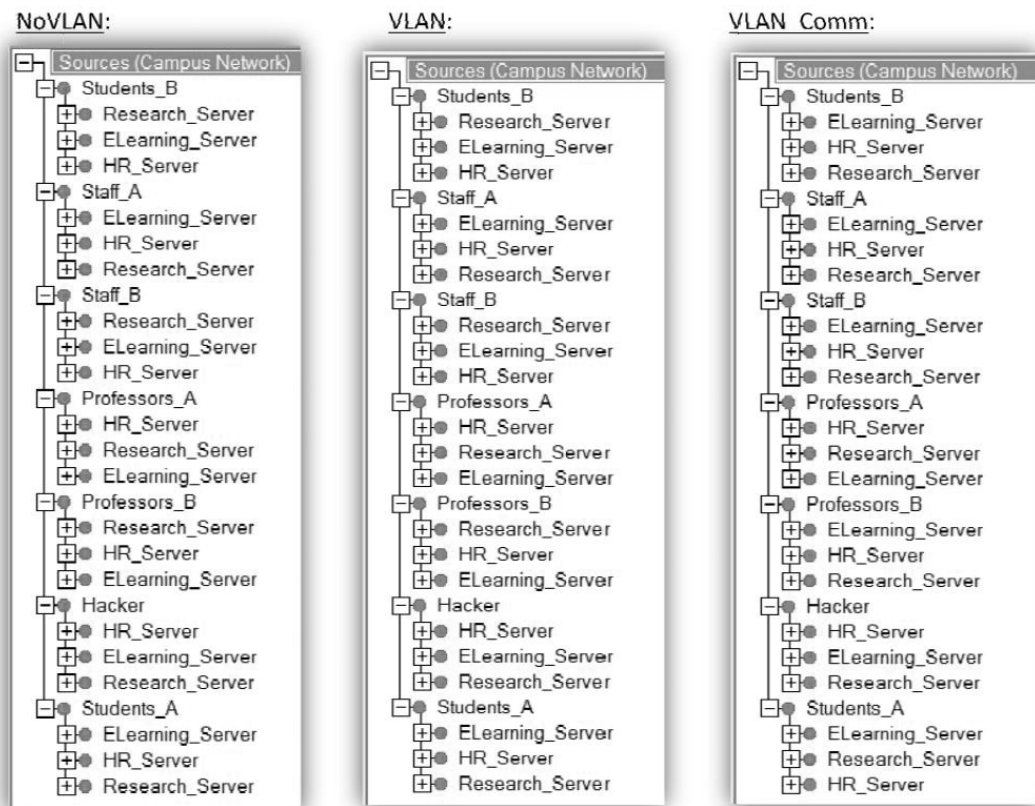 NoVLAN:
Sources (Campus Network)
Students_B
Research_Server
ELearning_Server
HR_Server
Staff_A
ELearning_Server
HR_Server
Research_Server
Staff_B
Research_Server
ELearning_Server
HR_Server
Professors_A
HR_Server
Research_Server
ELearning_Server
Professors_B
Research_Server
HR_Server
ELearning_Server
Hacker
HR_Server
ELearning_Server
Research_Server
Students_A
ELearning_Server
HR_Server
Research_Server
VLAN:
Sources (Campus Network)
Students_B
Research_Server
ELearning_Server
HR_Server
Staff_A
ELearning_Server
HR_Server
Research_Server
Staff_B
Research_Server
ELearning_Server
HR_Server
Professors_A
HR_Server
Research_Server
ELearning_Server
Professors_B
Research_Server
HR_Server
ELearning_Server
Hacker
HR_Server
ELearning_Server
Research_Server
Students_A
ELearning_Server
HR_Server
Research_Server
VLAN_Comm:
Sources (Campus Network)
Students_B
ELearning_Server
HR_Server
Research_Server
Staff_A
ELearning_Server
HR_Server
Research_Server
Staff_B
ELearning_Server
HR_Server
Research_Server
Professors_A
HR_Server
Research_Server
ELearning_Server
Professors_B
ELearning_Server
HR_Server
Research_Server
Hacker
HR_Server
ELearning_Server
Research_Server
Students_A
ELearning_Server
Research_Server
HR_Server